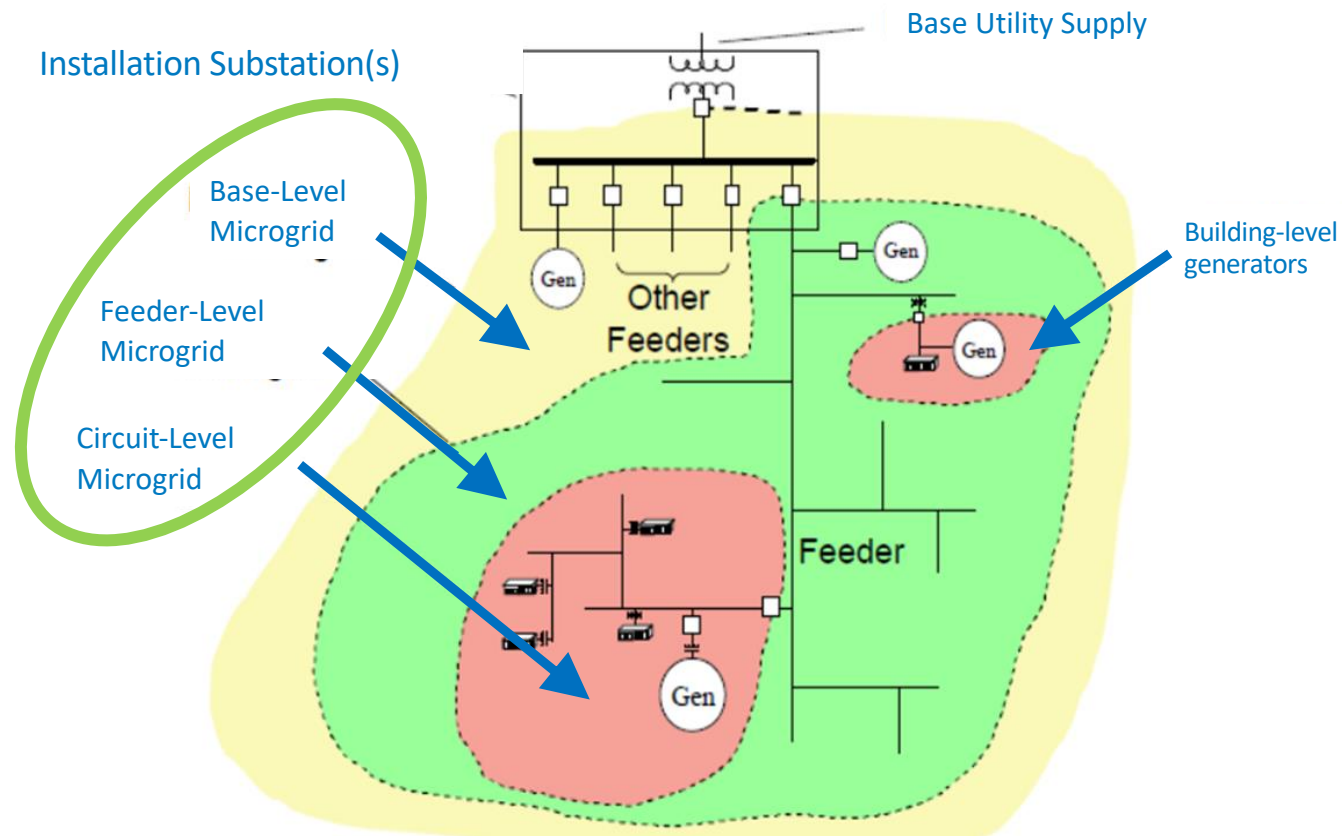 Base Utility Supply
Installation Substation(s)
Base-Level
Microgrid
Feeder-Level
Microgrid
Circuit-Level
Microgrid
Gen
Other
Feeders
Gen
Building-level
generators
Gen
Feeder
Gen